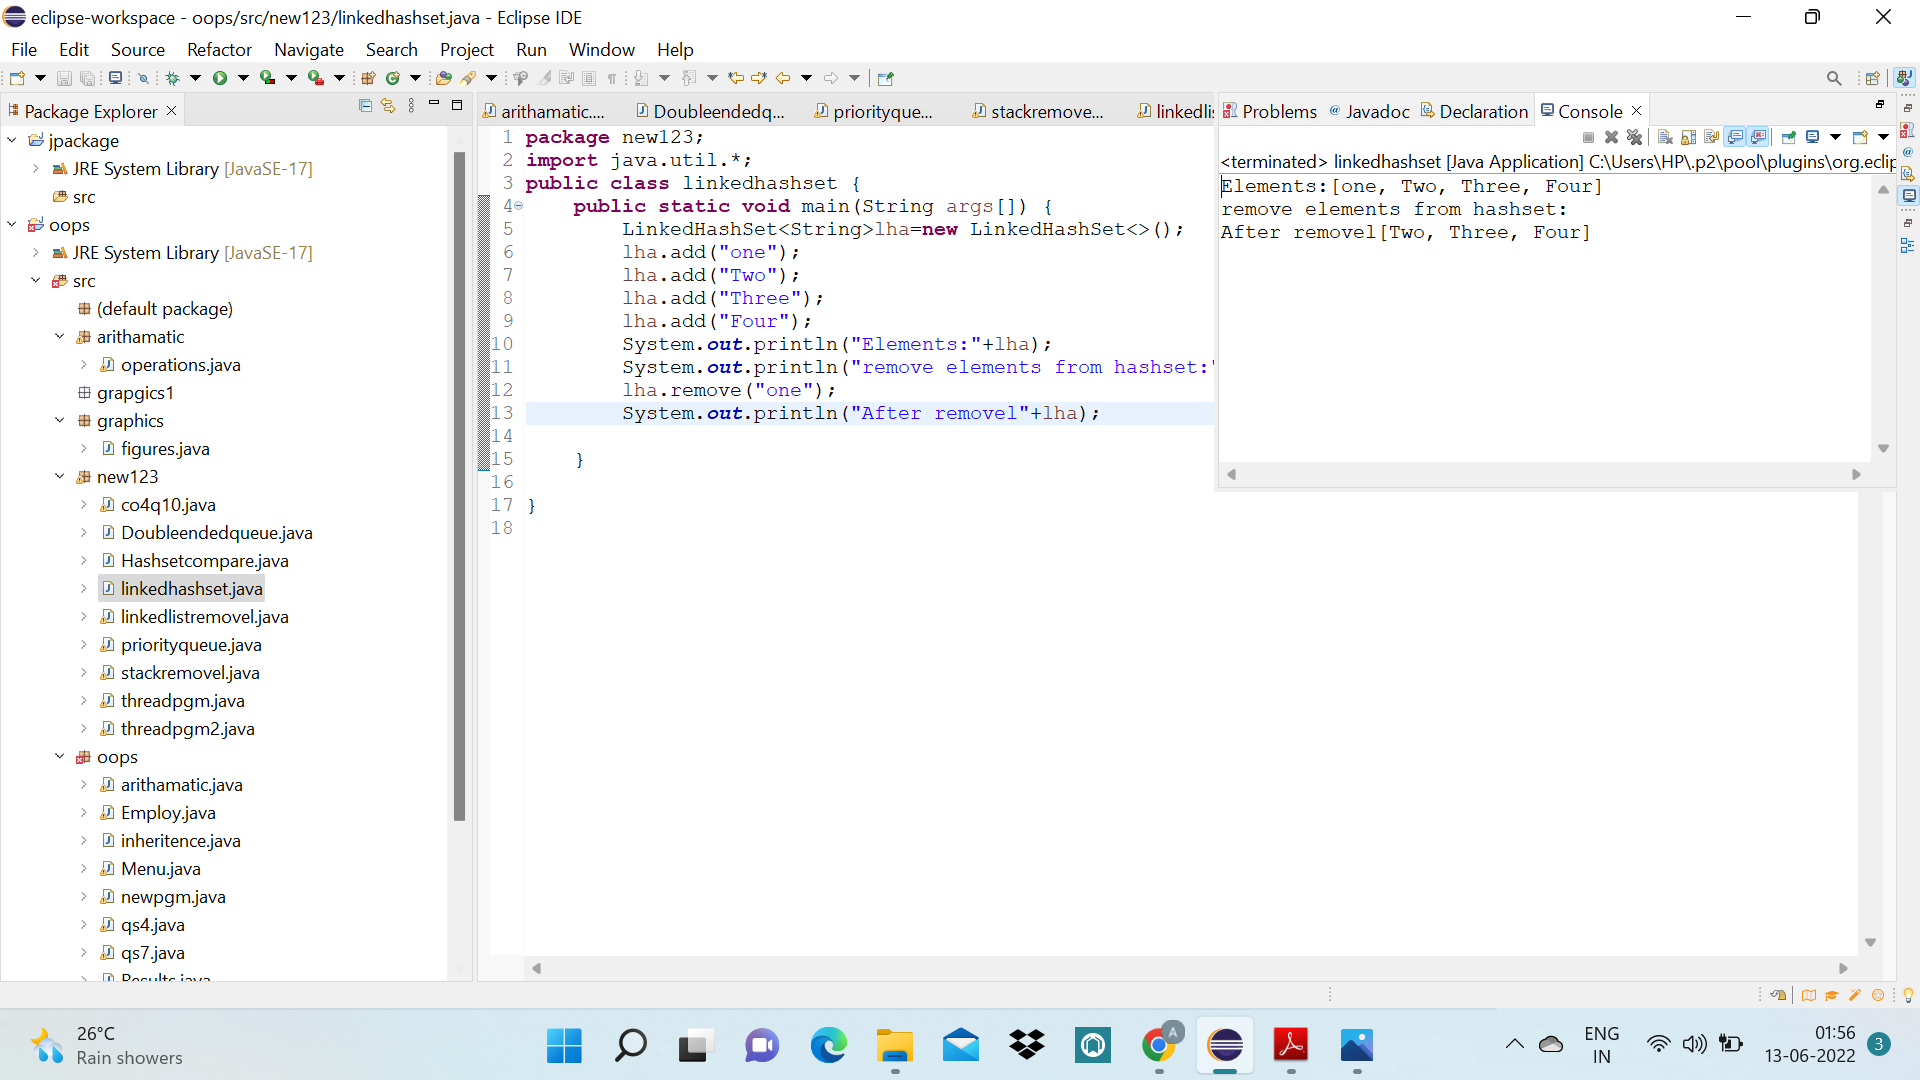 eclipse-workspace - oops/src/new123/linkedhashset.java - Eclipse IDE
File Edit Source Refactor Navigate Search Project Run Window Help
Package Explorer
jpackage
JRE System Library [JavaSE-17]
src
oops
JRE System Library [JavaSE-17]
src
(default package)
arithamatic
operations.java
grapgics1
graphics
figures.java
new123
co4q10.java
Doubleendedqueue.java
Hashsetcompare.java
linkedhashset.java
linkedlistremovel.java
priorityqueue.java
stackremovel.java
threadpgm.java
threadpgm2.java
oops
arithamatic.java
Employ.java
inheritence.java
Menu.java
newpgm.java
qs4.java
qs7.java
Results.java
arithamatic.... Doubleendedq... priorityque... stackremove... linkedlis
1 package new123;
2 import java.util.*;
3 public class linkedhashset {
4 public static void main(String args[]) {
5 LinkedHashSet<String>lha=new LinkedHashSet<>();
6 lha.add("one");
7 lha.add("Two");
8 lha.add("Three");
9 lha.add("Four");
10 System.out.println("Elements:"+lha);
11 System.out.println("remove elements from hashset:"
12 lha.remove("one");
13 System.out.println("After removel"+lha);
14
15 }
16
17 }
18
Problems @ Javadoc Declaration Console
<terminated> linkedhashset [Java Application] C:\Users\HP\.p2\pool\plugins\org.eclip
Elements:[one, Two, Three, Four]
remove elements from hashset:
After removel[Two, Three, Four]
26°C
Rain showers
A
ENG
IN
01:56
13-06-2022
3